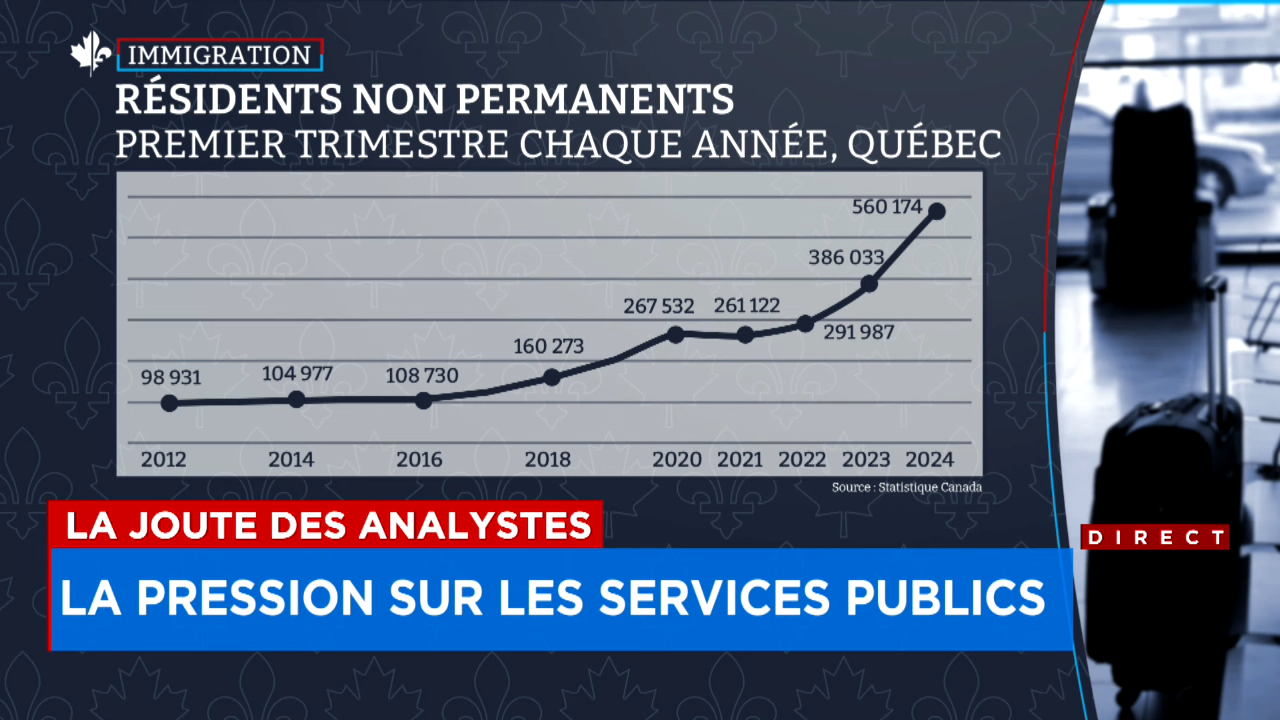 IMMIGRATION
RÉSIDENTS NON PERMANENTS
PREMIER TRIMESTRE CHAQUE ANNÉE, QUÉBEC
560 174
386 033
267 532 261 122
291 987
160 273
98 931 104 977 108 730
2012 2014 2016 2018 2020 2021 2022 2023 2024
Source : Statistique Canada
LA JOUTE DES ANALYSTES
DIRECT
LA PRESSION SUR LES SERVICES PUBLICS